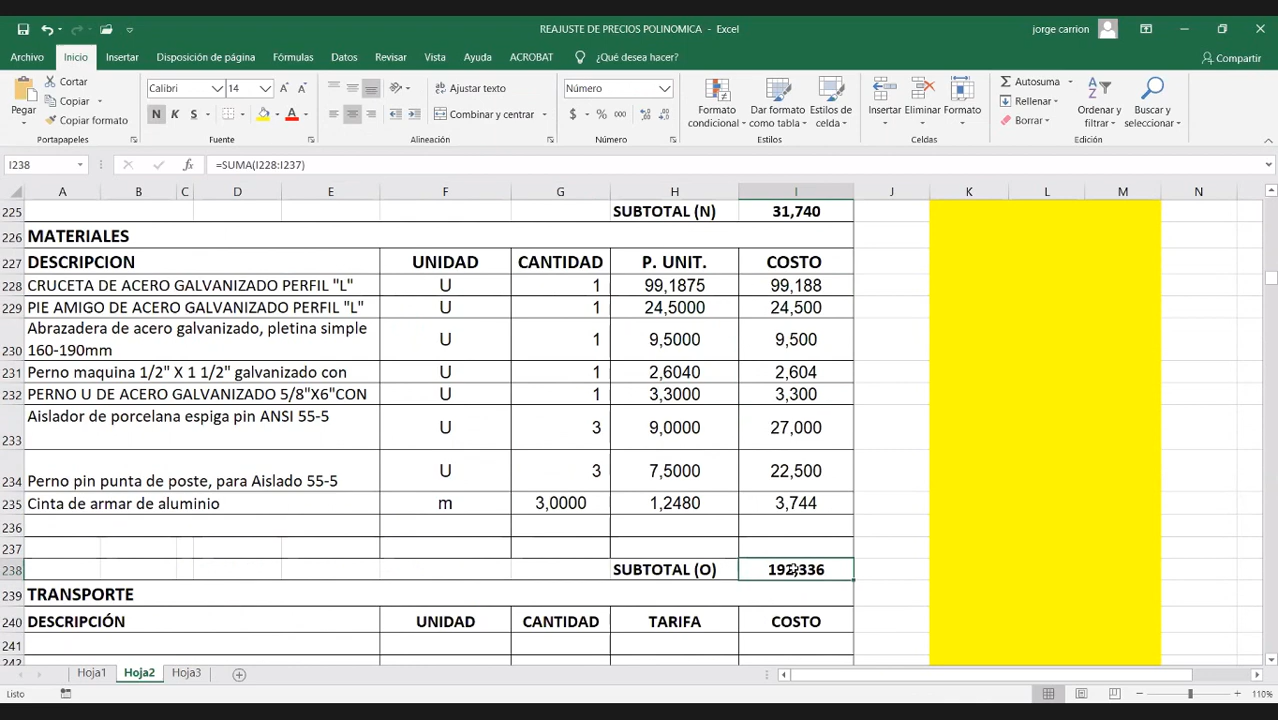 REAJUSTE DE PRECIOS POLINOMICA - Excel
jorge carrion
Archivo Inicio Insertar Disposición de página Fórmulas Datos Revisar Vista Ayuda ACROBAT ¿Qué desea hacer? Compartir
Pegar
Cortar
Copiar
Copiar formato
Portapapeles
Calibri 14
N K S
Fuente
Ajustar texto
Combinar y centrar
Alineación
Número
$ % 000
Número
Formato condicional
Dar formato como tabla
Estilos de celda
Estilos
Insertar Eliminar Formato
Celdas
Autosuma
Rellenar
Borrar
Ordenar y filtrar
Buscar y seleccionar
Edición
I238 fx =SUMA(I228:I237)
A B C D E F G H I J K L M N
225 SUBTOTAL (N) 31,740
226 MATERIALES
227 DESCRIPCION UNIDAD CANTIDAD P. UNIT. COSTO
228 CRUCETA DE ACERO GALVANIZADO PERFIL "L" U 1 99,1875 99,188
229 PIE AMIGO DE ACERO GALVANIZADO PERFIL "L" U 1 24,5000 24,500
Abrazadera de acero galvanizado, pletina simple
230 160-190mm U 1 9,5000 9,500
231 Perno maquina 1/2" X 1 1/2" galvanizado con U 1 2,6040 2,604
232 PERNO U DE ACERO GALVANIZADO 5/8"X6"CON U 1 3,3000 3,300
233 Aislador de porcelana espiga pin ANSI 55-5 U 3 9,0000 27,000
234 Perno pin punta de poste, para Aislado 55-5 U 3 7,5000 22,500
235 Cinta de armar de aluminio m 3,0000 1,2480 3,744
236
237
238 SUBTOTAL (O) 192,336
239 TRANSPORTE
240 DESCRIPCIÓN UNIDAD CANTIDAD TARIFA COSTO
241
242
Hoja1 Hoja2 Hoja3
Listo 110%